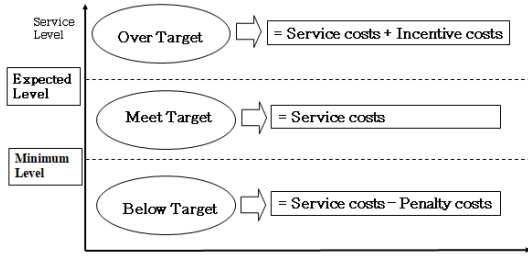 Service
Level
Over Target
= Service costs + Incentive costs
Expected
Level
Meet Target
= Service costs
Minimum
Level
Below Target
= Service costs - Penalty costs